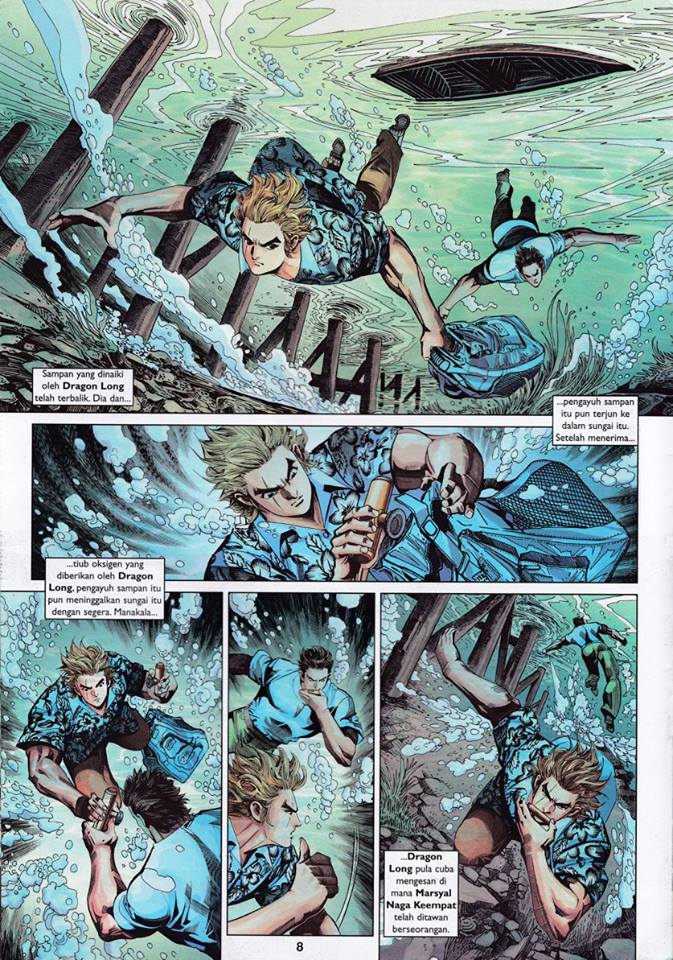 Sampan yang dinaiki
oleh Dragon Long
telah terbalik. Dia dan...
...pengayuh sampan
itu pun terjun ke
dalam sungai itu.
Setelah menerima...
...tiub oksigen yang
diberikan oleh Dragon
Long, pengayuh sampan itu
pun meninggalkan sungai itu
dengan segera. Manakala...
...Dragon
Long pula cuba
mengesan di
mana Marsyal
Naga Keempat
telah ditawan
berseorangan.
8